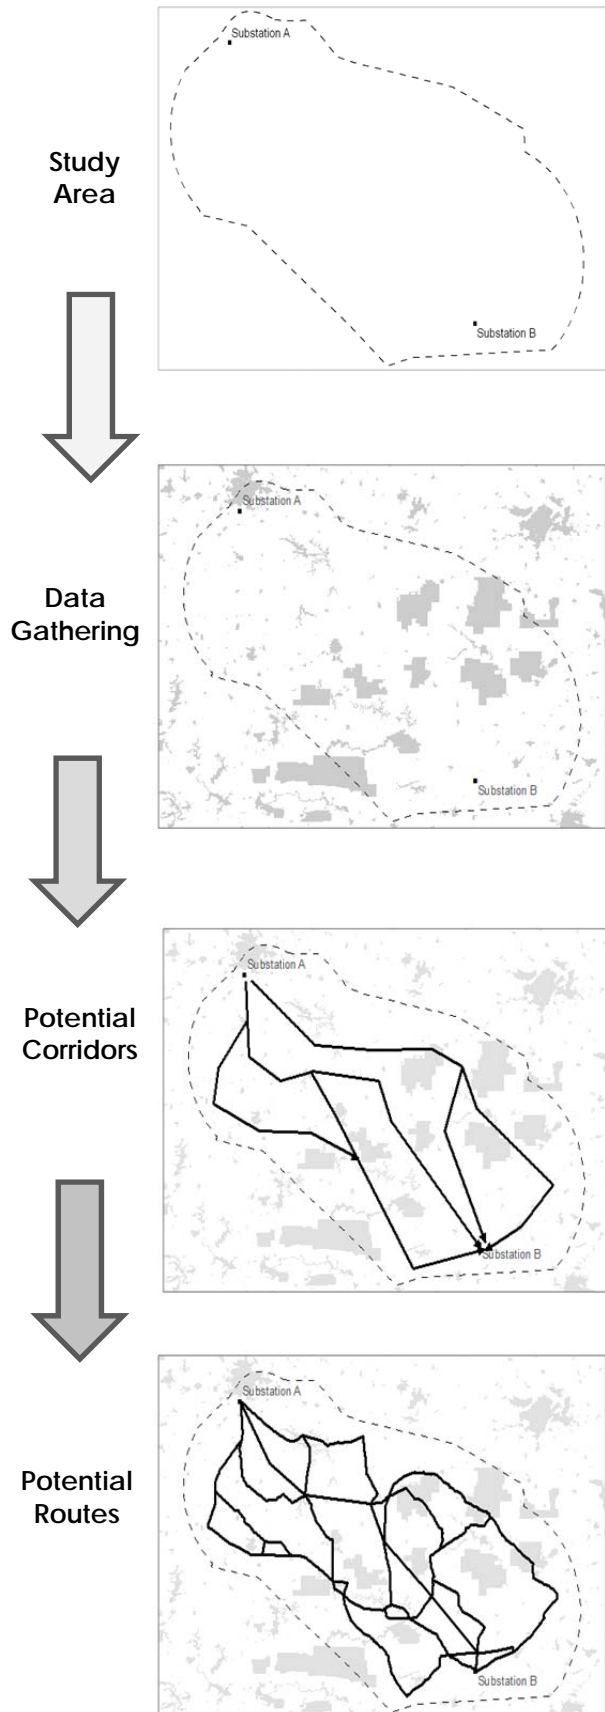 Substation A
Study
Area
Substation B
Substation A
Data
Gathering
Substation B
Substation A
Potential
Corridors
Substation B
Substation A
Potential
Routes
Substation B